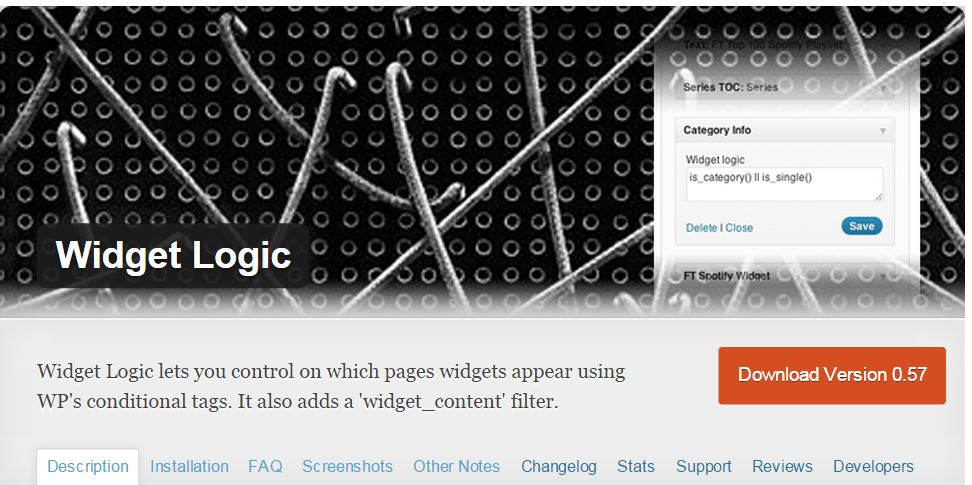 Text: FT Top 100 Spotify Playlist
Series TOC: Series
Category Info
Widget logic
is_category() || is_single()
Delete | Close
Save
FT Spotify Widget
Widget Logic
Widget Logic lets you control on which pages widgets appear using
WP's conditional tags. It also adds a 'widget_content' filter.
Download Version 0.57
Description Installation FAQ Screenshots Other Notes Changelog Stats Support Reviews Developers